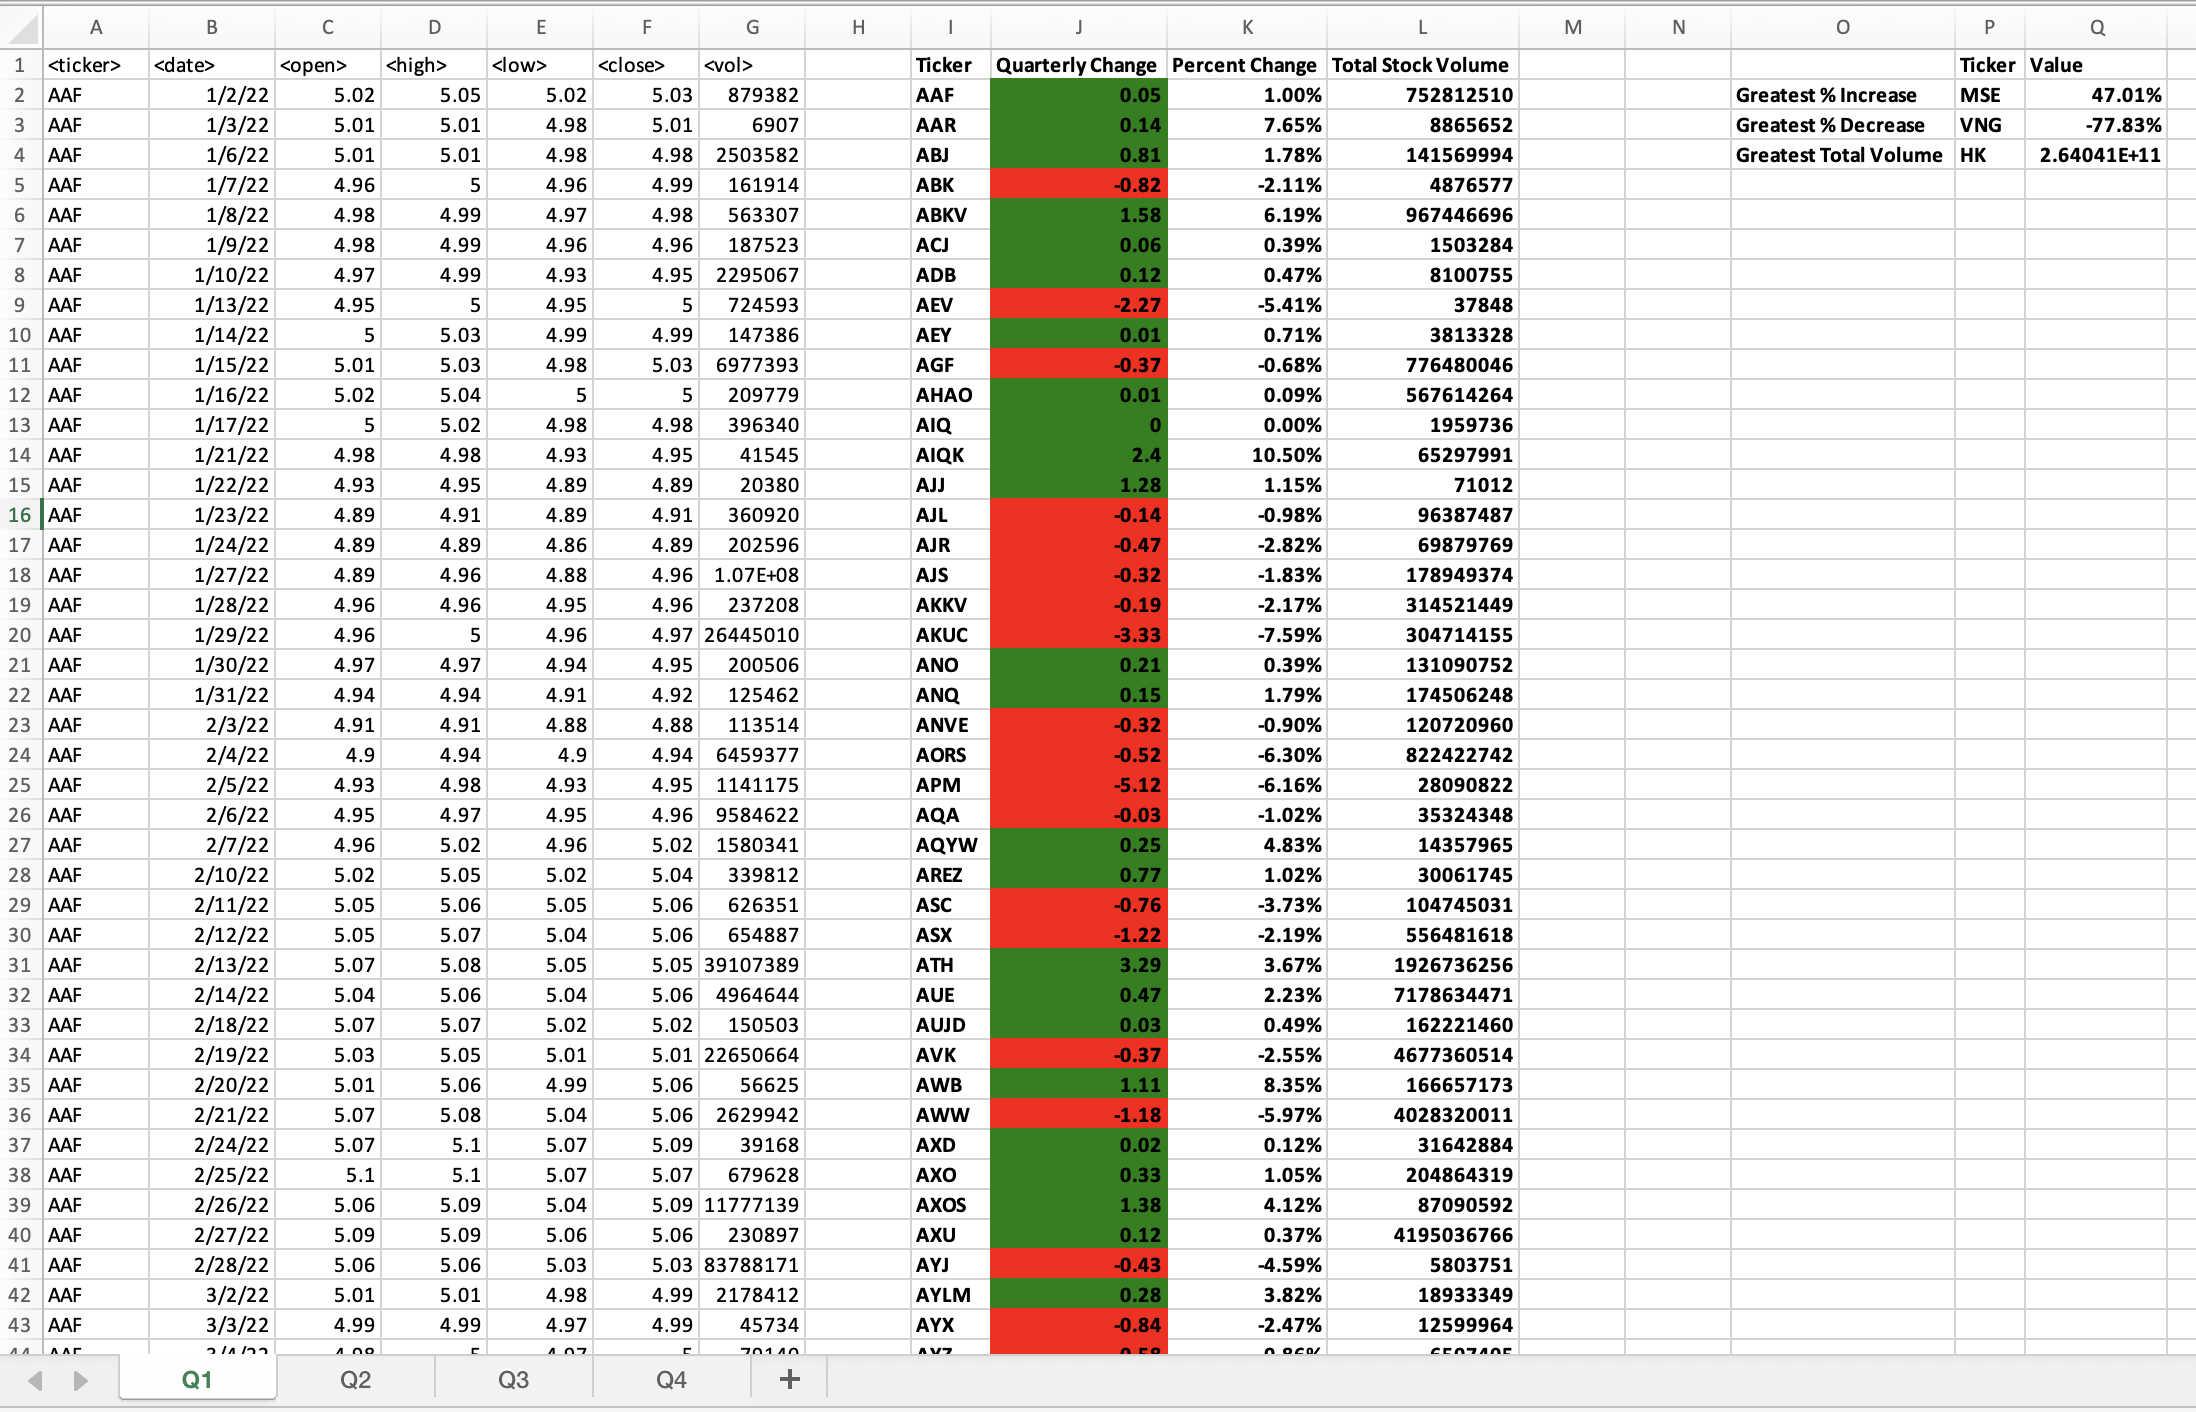 A B C D E F G H I J K L M N O P Q
1 <ticker> <date> <open> <high> <low> <close> <vol> Ticker Quarterly Change Percent Change Total Stock Volume Ticker Value
2 AAF 1/2/22 5.02 5.05 5.02 5.03 879382 AAF 0.05 1.00% 752812510 Greatest % Increase MSE 47.01%
3 AAF 1/3/22 5.01 5.01 4.98 5.01 6907 AAR 0.14 7.65% 8865652 Greatest % Decrease VNG -77.83%
4 AAF 1/6/22 5.01 5.01 4.98 4.98 2503582 ABJ 0.81 1.78% 141569994 Greatest Total Volume HK 2.64041E+11
5 AAF 1/7/22 4.96 5 4.96 4.99 161914 ABK -0.82 -2.11% 4876577
6 AAF 1/8/22 4.98 4.99 4.97 4.98 563307 ABKV 1.58 6.19% 967446696
7 AAF 1/9/22 4.98 4.99 4.96 4.96 187523 ACJ 0.06 0.39% 1503284
8 AAF 1/10/22 4.97 4.99 4.93 4.95 2295067 ADB 0.12 0.47% 8100755
9 AAF 1/13/22 4.95 5 4.95 5 724593 AEV -2.27 -5.41% 37848
10 AAF 1/14/22 5 5.03 4.99 4.99 147386 AEY 0.01 0.71% 3813328
11 AAF 1/15/22 5.01 5.03 4.98 5.03 6977393 AGF -0.37 -0.68% 776480046
12 AAF 1/16/22 5.02 5.04 5 5 209779 AHAO 0.01 0.09% 567614264
13 AAF 1/17/22 5 5.02 4.98 4.98 396340 AIQ 0 0.00% 1959736
14 AAF 1/21/22 4.98 4.98 4.93 4.95 41545 AIQK 2.4 10.50% 65297991
15 AAF 1/22/22 4.93 4.95 4.89 4.89 20380 AJJ 1.28 1.15% 71012
16 AAF 1/23/22 4.89 4.91 4.89 4.91 360920 AJL -0.14 -0.98% 96387487
17 AAF 1/24/22 4.89 4.89 4.86 4.89 202596 AJR -0.47 -2.82% 69879769
18 AAF 1/27/22 4.89 4.96 4.88 4.96 1.07E+08 AJS -0.32 -1.83% 178949374
19 AAF 1/28/22 4.96 4.96 4.95 4.96 237208 AKKV -0.19 -2.17% 314521449
20 AAF 1/29/22 4.96 5 4.96 4.97 26445010 AKUC -3.33 -7.59% 304714155
21 AAF 1/30/22 4.97 4.97 4.94 4.95 200506 ANO 0.21 0.39% 131090752
22 AAF 1/31/22 4.94 4.94 4.91 4.92 125462 ANQ 0.15 1.79% 174506248
23 AAF 2/3/22 4.91 4.91 4.88 4.88 113514 ANVE -0.32 -0.90% 120720960
24 AAF 2/4/22 4.9 4.94 4.9 4.94 6459377 AORS -0.52 -6.30% 822422742
25 AAF 2/5/22 4.93 4.98 4.93 4.95 1141175 APM -5.12 -6.16% 28090822
26 AAF 2/6/22 4.95 4.97 4.95 4.96 9584622 AQA -0.03 -1.02% 35324348
27 AAF 2/7/22 4.96 5.02 4.96 5.02 1580341 AQYW 0.25 4.83% 14357965
28 AAF 2/10/22 5.02 5.05 5.02 5.04 339812 AREZ 0.77 1.02% 30061745
29 AAF 2/11/22 5.05 5.06 5.05 5.06 626351 ASC -0.76 -3.73% 104745031
30 AAF 2/12/22 5.05 5.07 5.04 5.06 654887 ASX -1.22 -2.19% 556481618
31 AAF 2/13/22 5.07 5.08 5.05 5.05 39107389 ATH 3.29 3.67% 1926736256
32 AAF 2/14/22 5.04 5.06 5.04 5.06 4964644 AUE 0.47 2.23% 7178634471
33 AAF 2/18/22 5.07 5.07 5.02 5.02 150503 AUJD 0.03 0.49% 162221460
34 AAF 2/19/22 5.03 5.05 5.01 5.01 22650664 AVK -0.37 -2.55% 4677360514
35 AAF 2/20/22 5.01 5.06 4.99 5.06 56625 AWB 1.11 8.35% 166657173
36 AAF 2/21/22 5.07 5.08 5.04 5.06 2629942 AWW -1.18 -5.97% 4028320011
37 AAF 2/24/22 5.07 5.1 5.07 5.09 39168 AXD 0.02 0.12% 31642884
38 AAF 2/25/22 5.1 5.1 5.07 5.07 679628 AXO 0.33 1.05% 204864319
39 AAF 2/26/22 5.06 5.09 5.04 5.09 11777139 AXOS 1.38 4.12% 87090592
40 AAF 2/27/22 5.09 5.09 5.06 5.06 230897 AXU 0.12 0.37% 4195036766
41 AAF 2/28/22 5.06 5.06 5.03 5.03 83788171 AYJ -0.43 -4.59% 5803751
42 AAF 3/2/22 5.01 5.01 4.98 4.99 2178412 AYLM 0.28 3.82% 18933349
43 AAF 3/3/22 4.99 4.99 4.97 4.99 45734 AYX -0.84 -2.47% 12599964
Q1 Q2 Q3 Q4 +